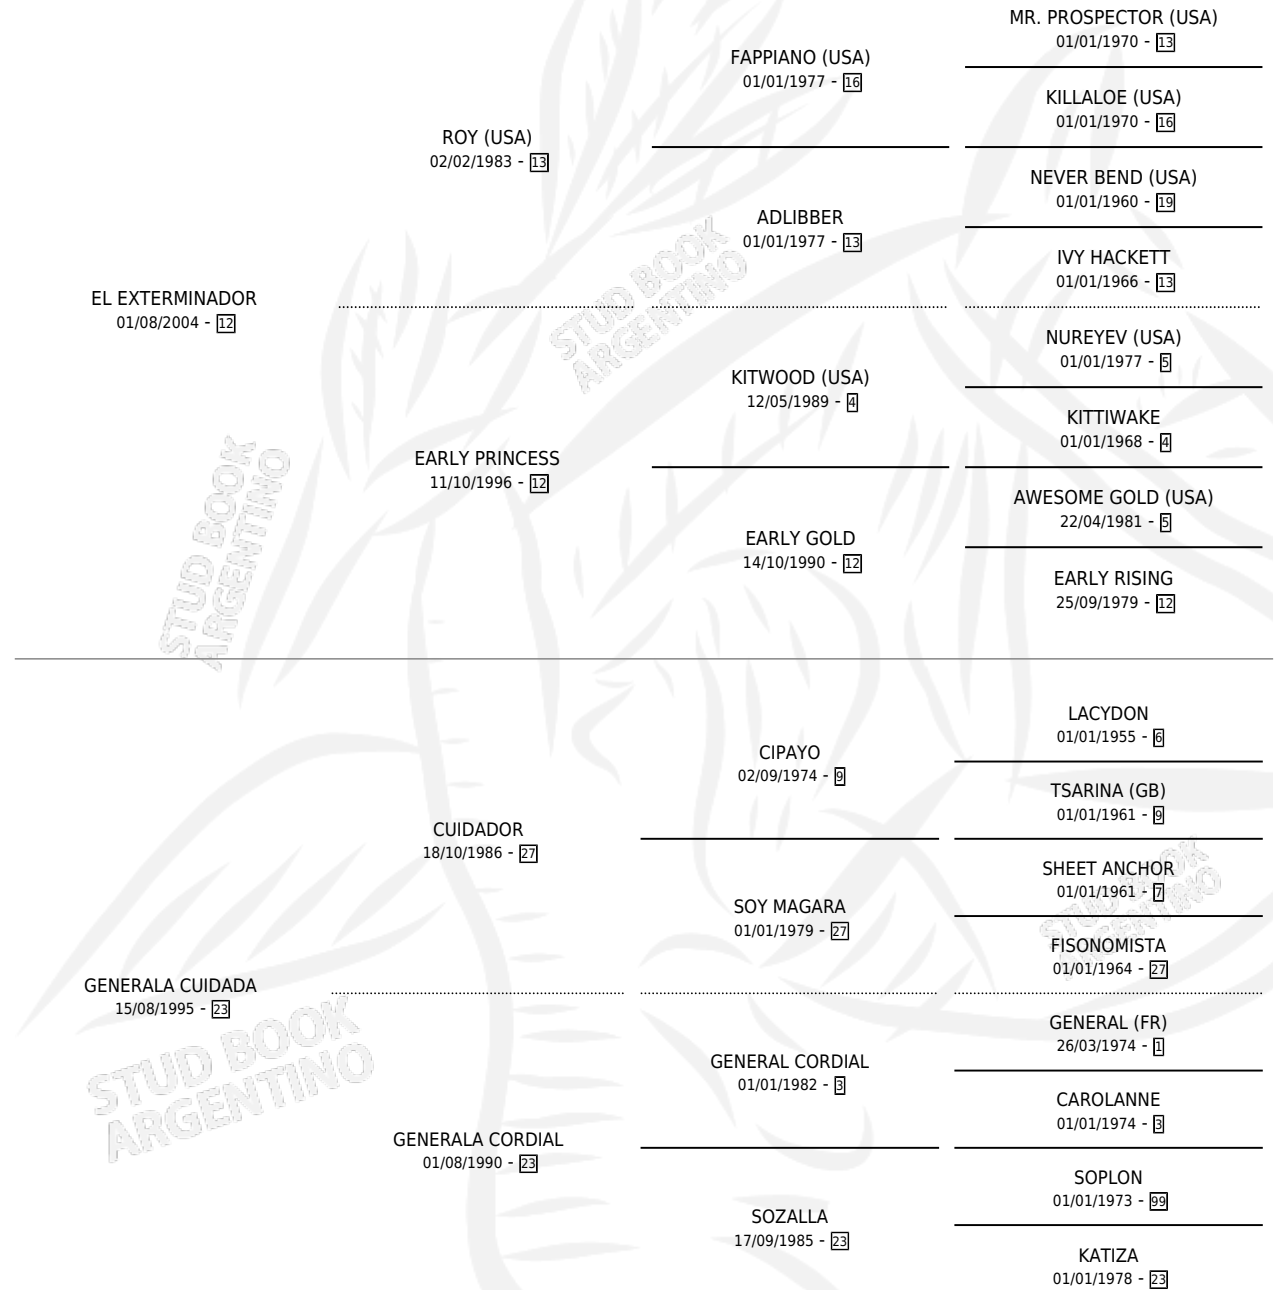 MR. PROSPECTOR (USA)
01/01/1970 - 13
FAPPIANO (USA)
01/01/1977 - 16
KILLALOE (USA)
01/01/1970 - 16
ROY (USA)
02/02/1983 - 13
NEVER BEND (USA)
01/01/1960 - 19
ADLIBBER
01/01/1977 - 13
IVY HACKETT
01/01/1966 - 13
EL EXTERMINADOR
01/08/2004 - 12
NUREYEV (USA)
01/01/1977 - 5
KITWOOD (USA)
12/05/1989 - 4
KITTIWAKE
01/01/1968 - 4
EARLY PRINCESS
11/10/1996 - 12
AWESOME GOLD (USA)
22/04/1981 - 5
EARLY GOLD
14/10/1990 - 12
EARLY RISING
25/09/1979 - 12
LACYDON
01/01/1955 - 6
CIPAYO
02/09/1974 - 9
TSARINA (GB)
01/01/1961 - 9
CUIDADOR
18/10/1986 - 27
SHEET ANCHOR
01/01/1961 - 7
SOY MAGARA
01/01/1979 - 27
FISONOMISTA
01/01/1964 - 27
GENERALA CUIDADA
15/08/1995 - 23
GENERAL (FR)
26/03/1974 - 1
GENERAL CORDIAL
01/01/1982 - 3
CAROLANNE
01/01/1974 - 3
GENERALA CORDIAL
01/08/1990 - 23
SOPLON
01/01/1973 - 99
SOZALLA
17/09/1985 - 23
KATIZA
01/01/1978 - 23
STUD BOOK
ARGENTINO
STUD BOOK
ARGENTINO
STUD BOOK
ARGENTINO
STUD BOOK
ARGENTINO